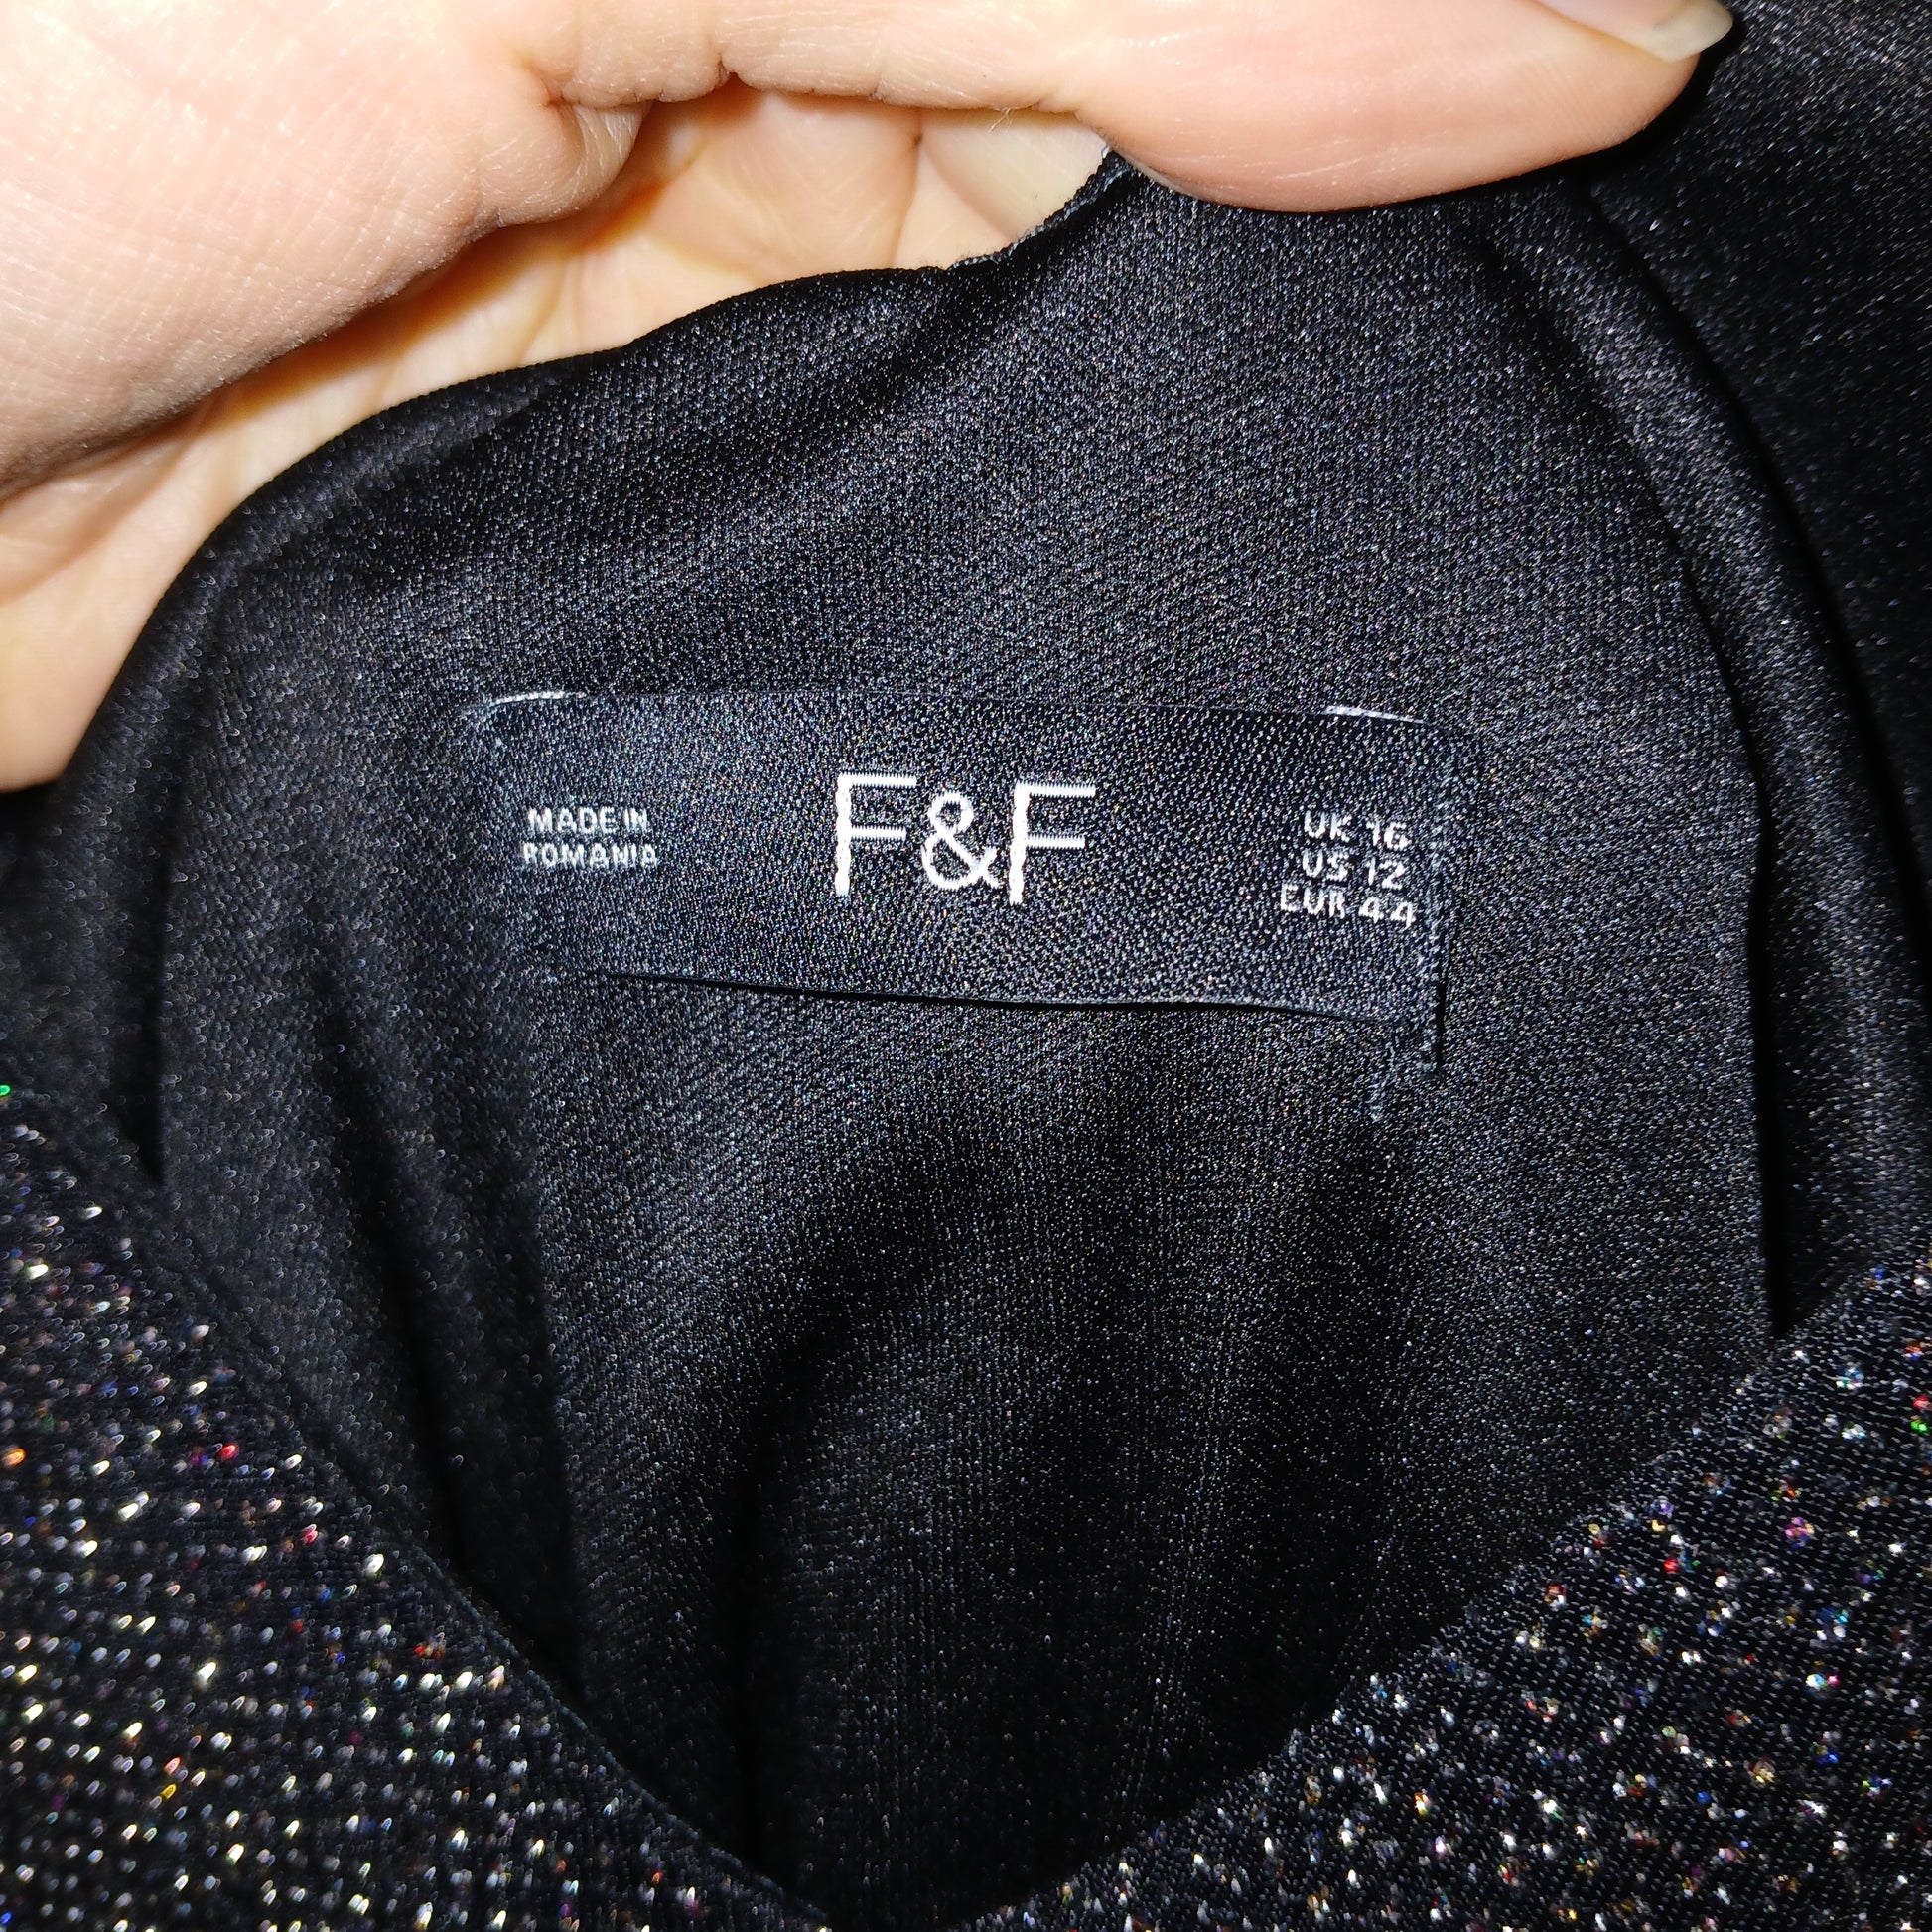 MADE IN
ROMANIA
F&F
UK 16
US 12
EUR 44